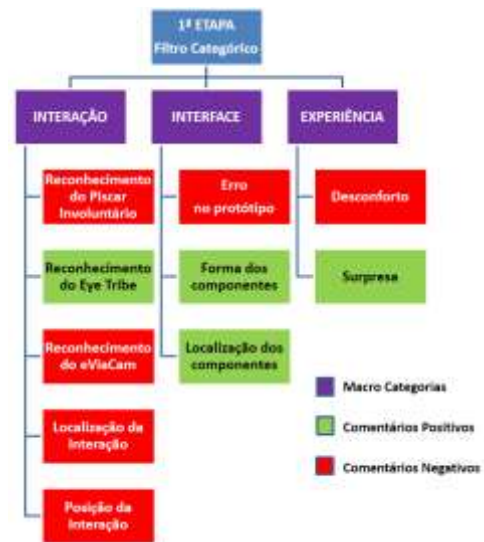 1ª ETAPA
Filtro Categórico
INTERAÇÃO
INTERFACE
EXPERIÊNCIA
Reconhecimento
do Piscar
Involuntário
Erro
no protótipo
Desconforto
Reconhecimento
do Eye Tribe
Forma dos
componentes
Surpresa
Reconhecimento
do eViaCam
Localização dos
componentes
Localização da
Interação
Posição da
Interação
Macro Categorias
Comentários Positivos
Comentários Negativos